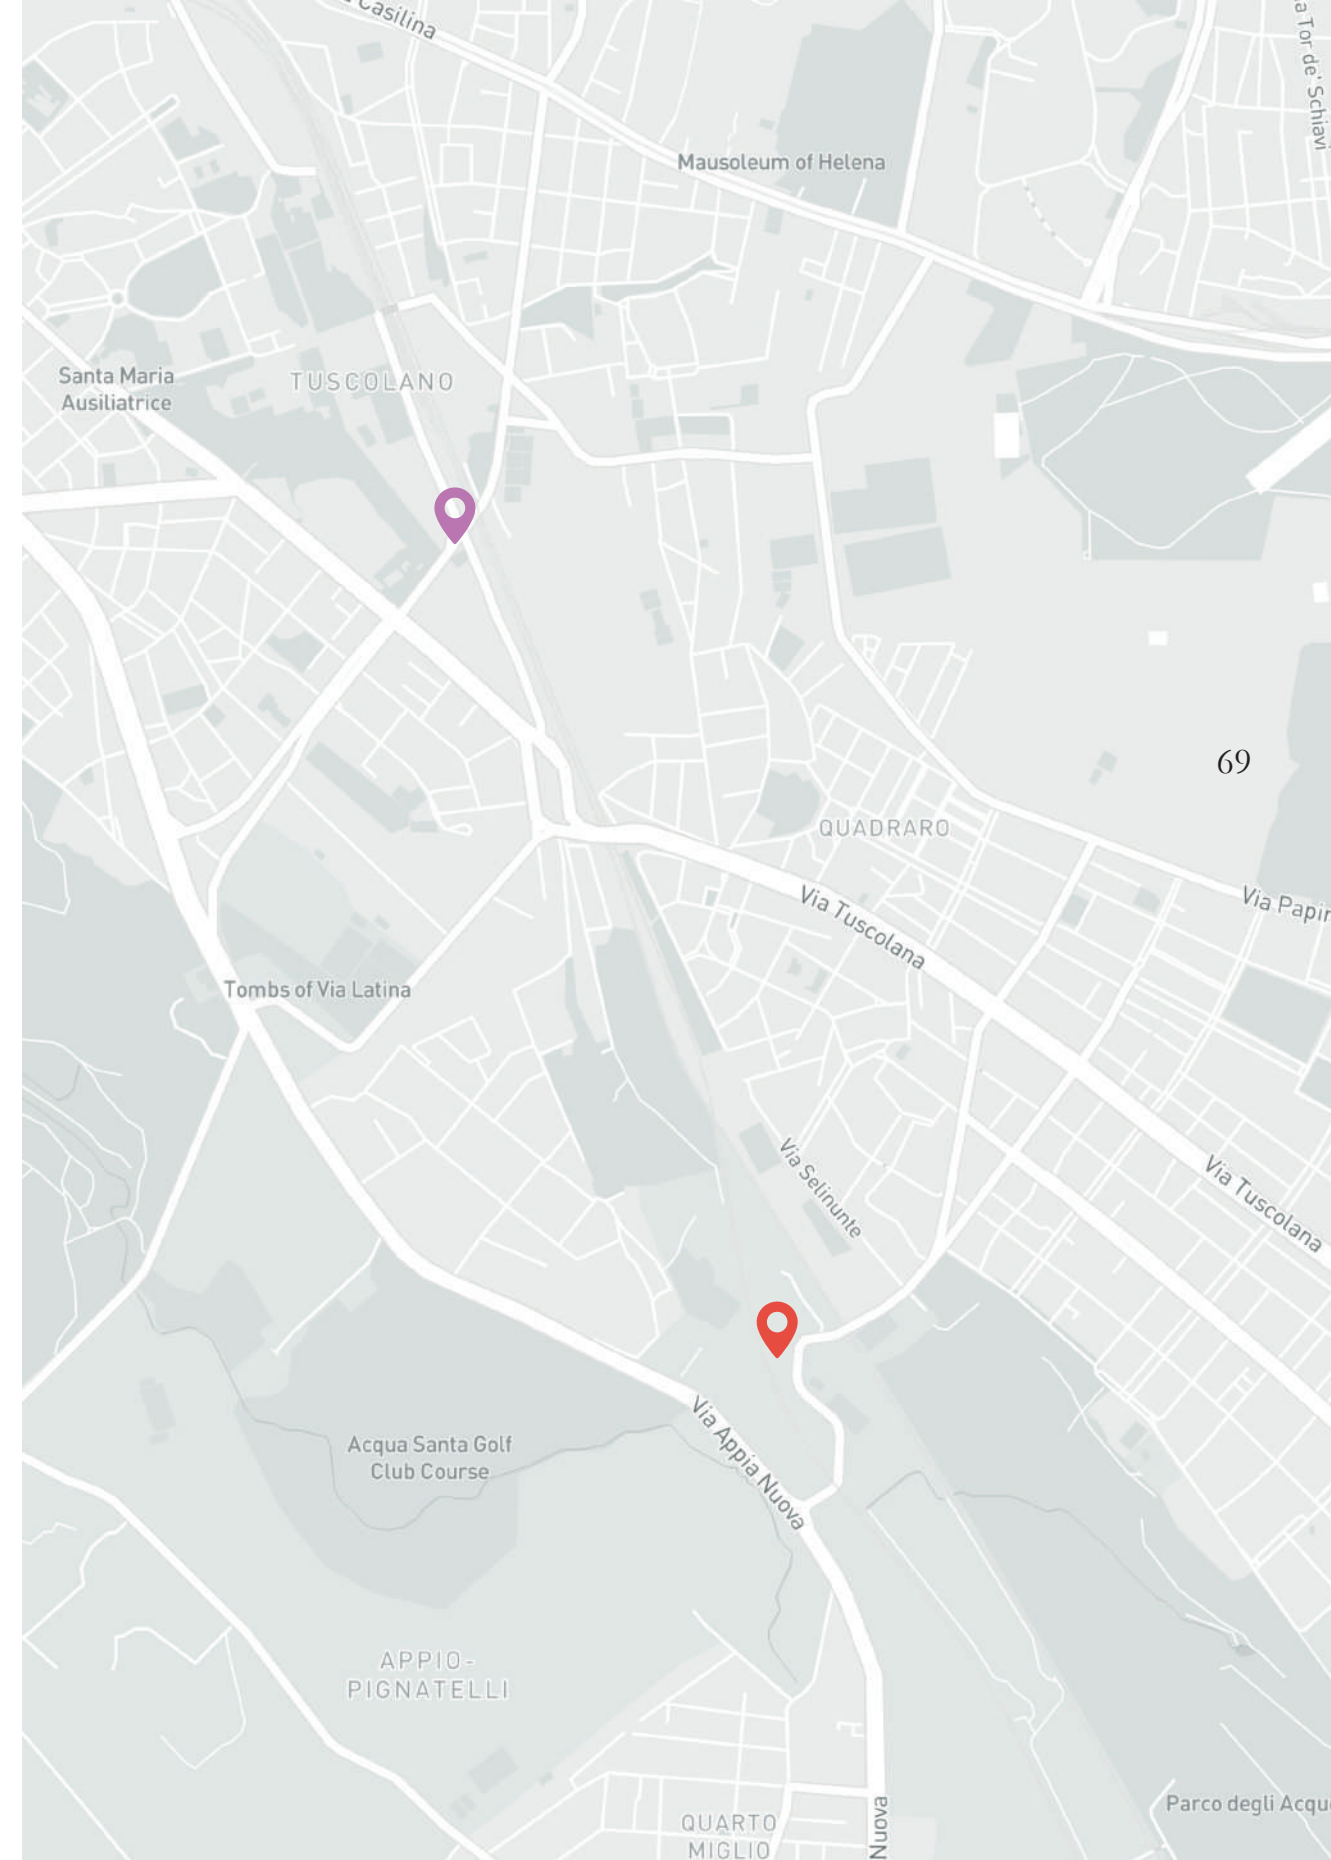 Casilina
a Tor de' Schiavi
Mausoleum of Helena
Santa Maria
Ausiliatrice
TUSCOLANO
69
QUADRARO
Via Tuscolana
Via Papir
Tombs of Via Latina
Via Selinunte
Via Tuscolana
Via Appia Nuova
Acqua Santa Golf
Club Course
APPIO-
PIGNATELLI
Parco degli Acqu
QUARTO
MIGLIO
Nuova